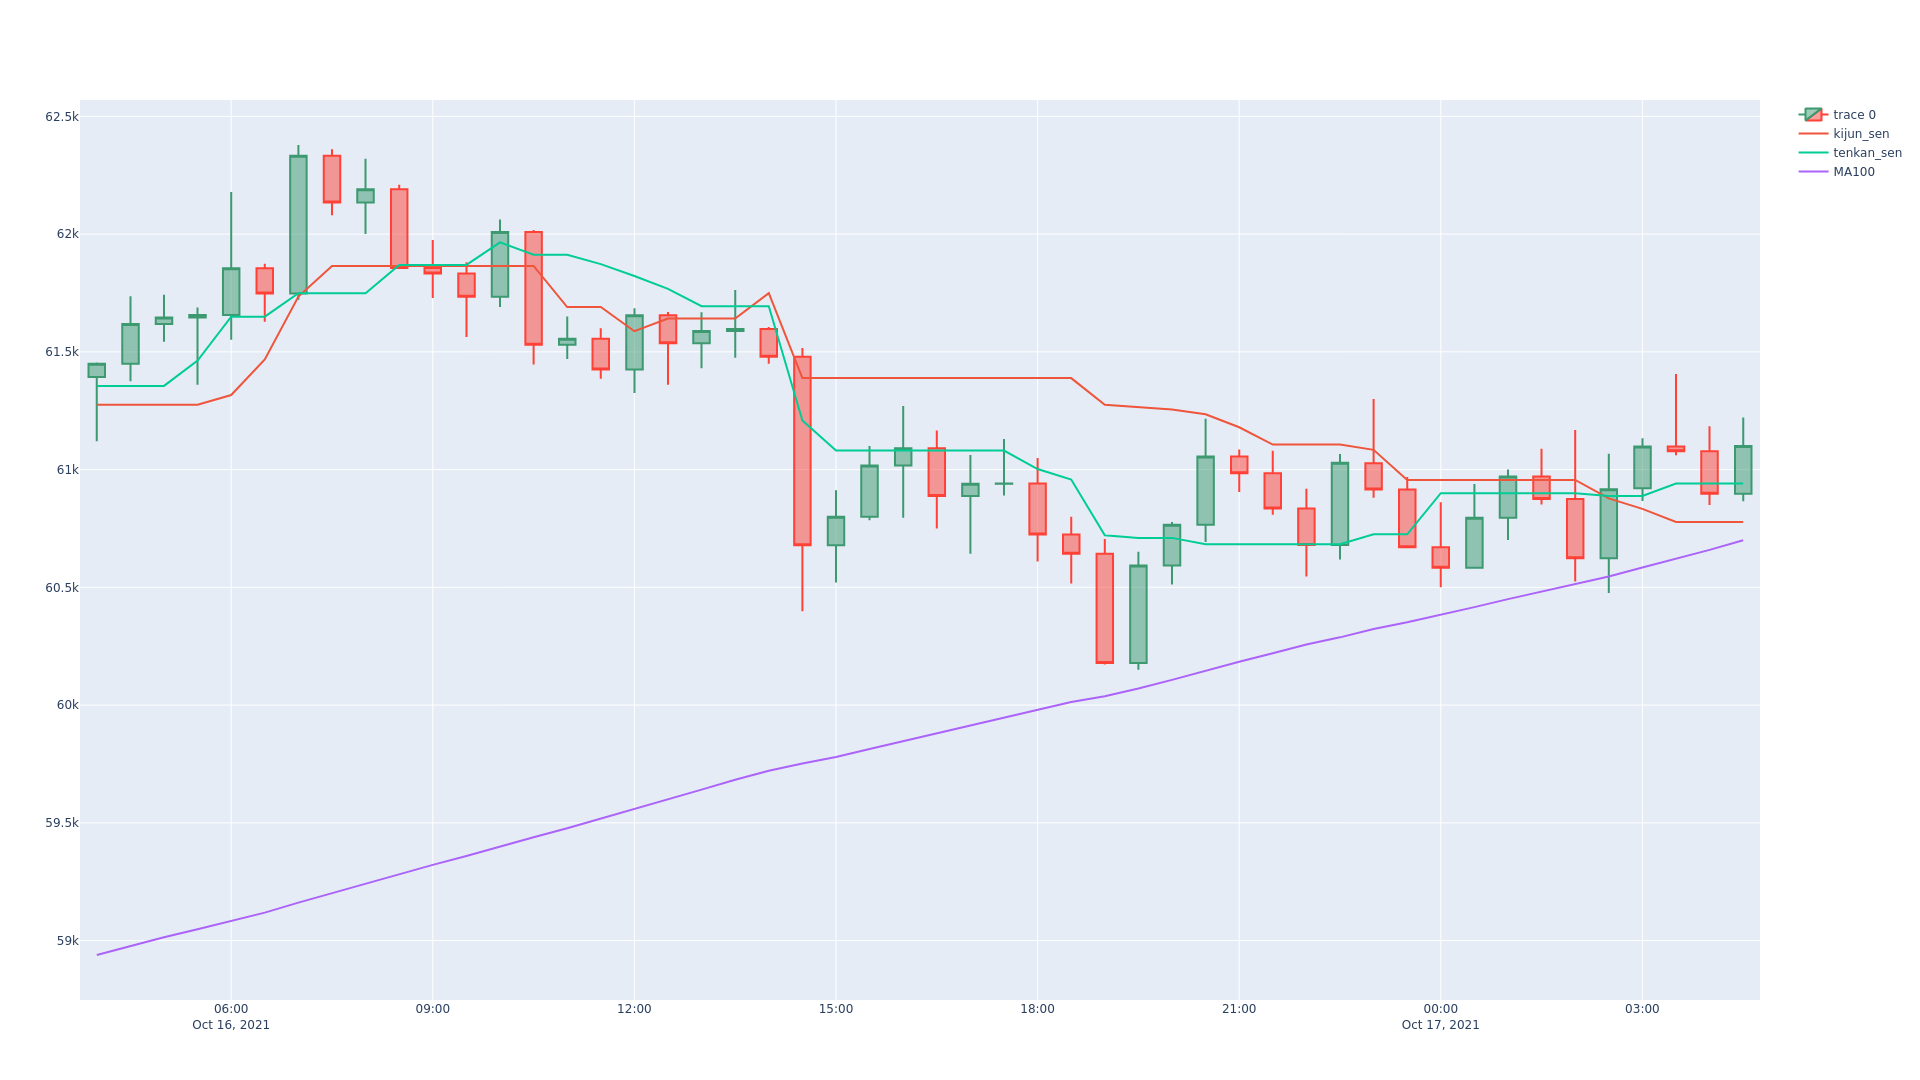 62.5k
62k
61.5k
61k
60.5k
60k
59.5k
59k
06:00
Oct 16, 2021
09:00
12:00
15:00
18:00
21:00
00:00
Oct 17, 2021
03:00
trace 0
kijun_sen
tenkan_sen
MA100